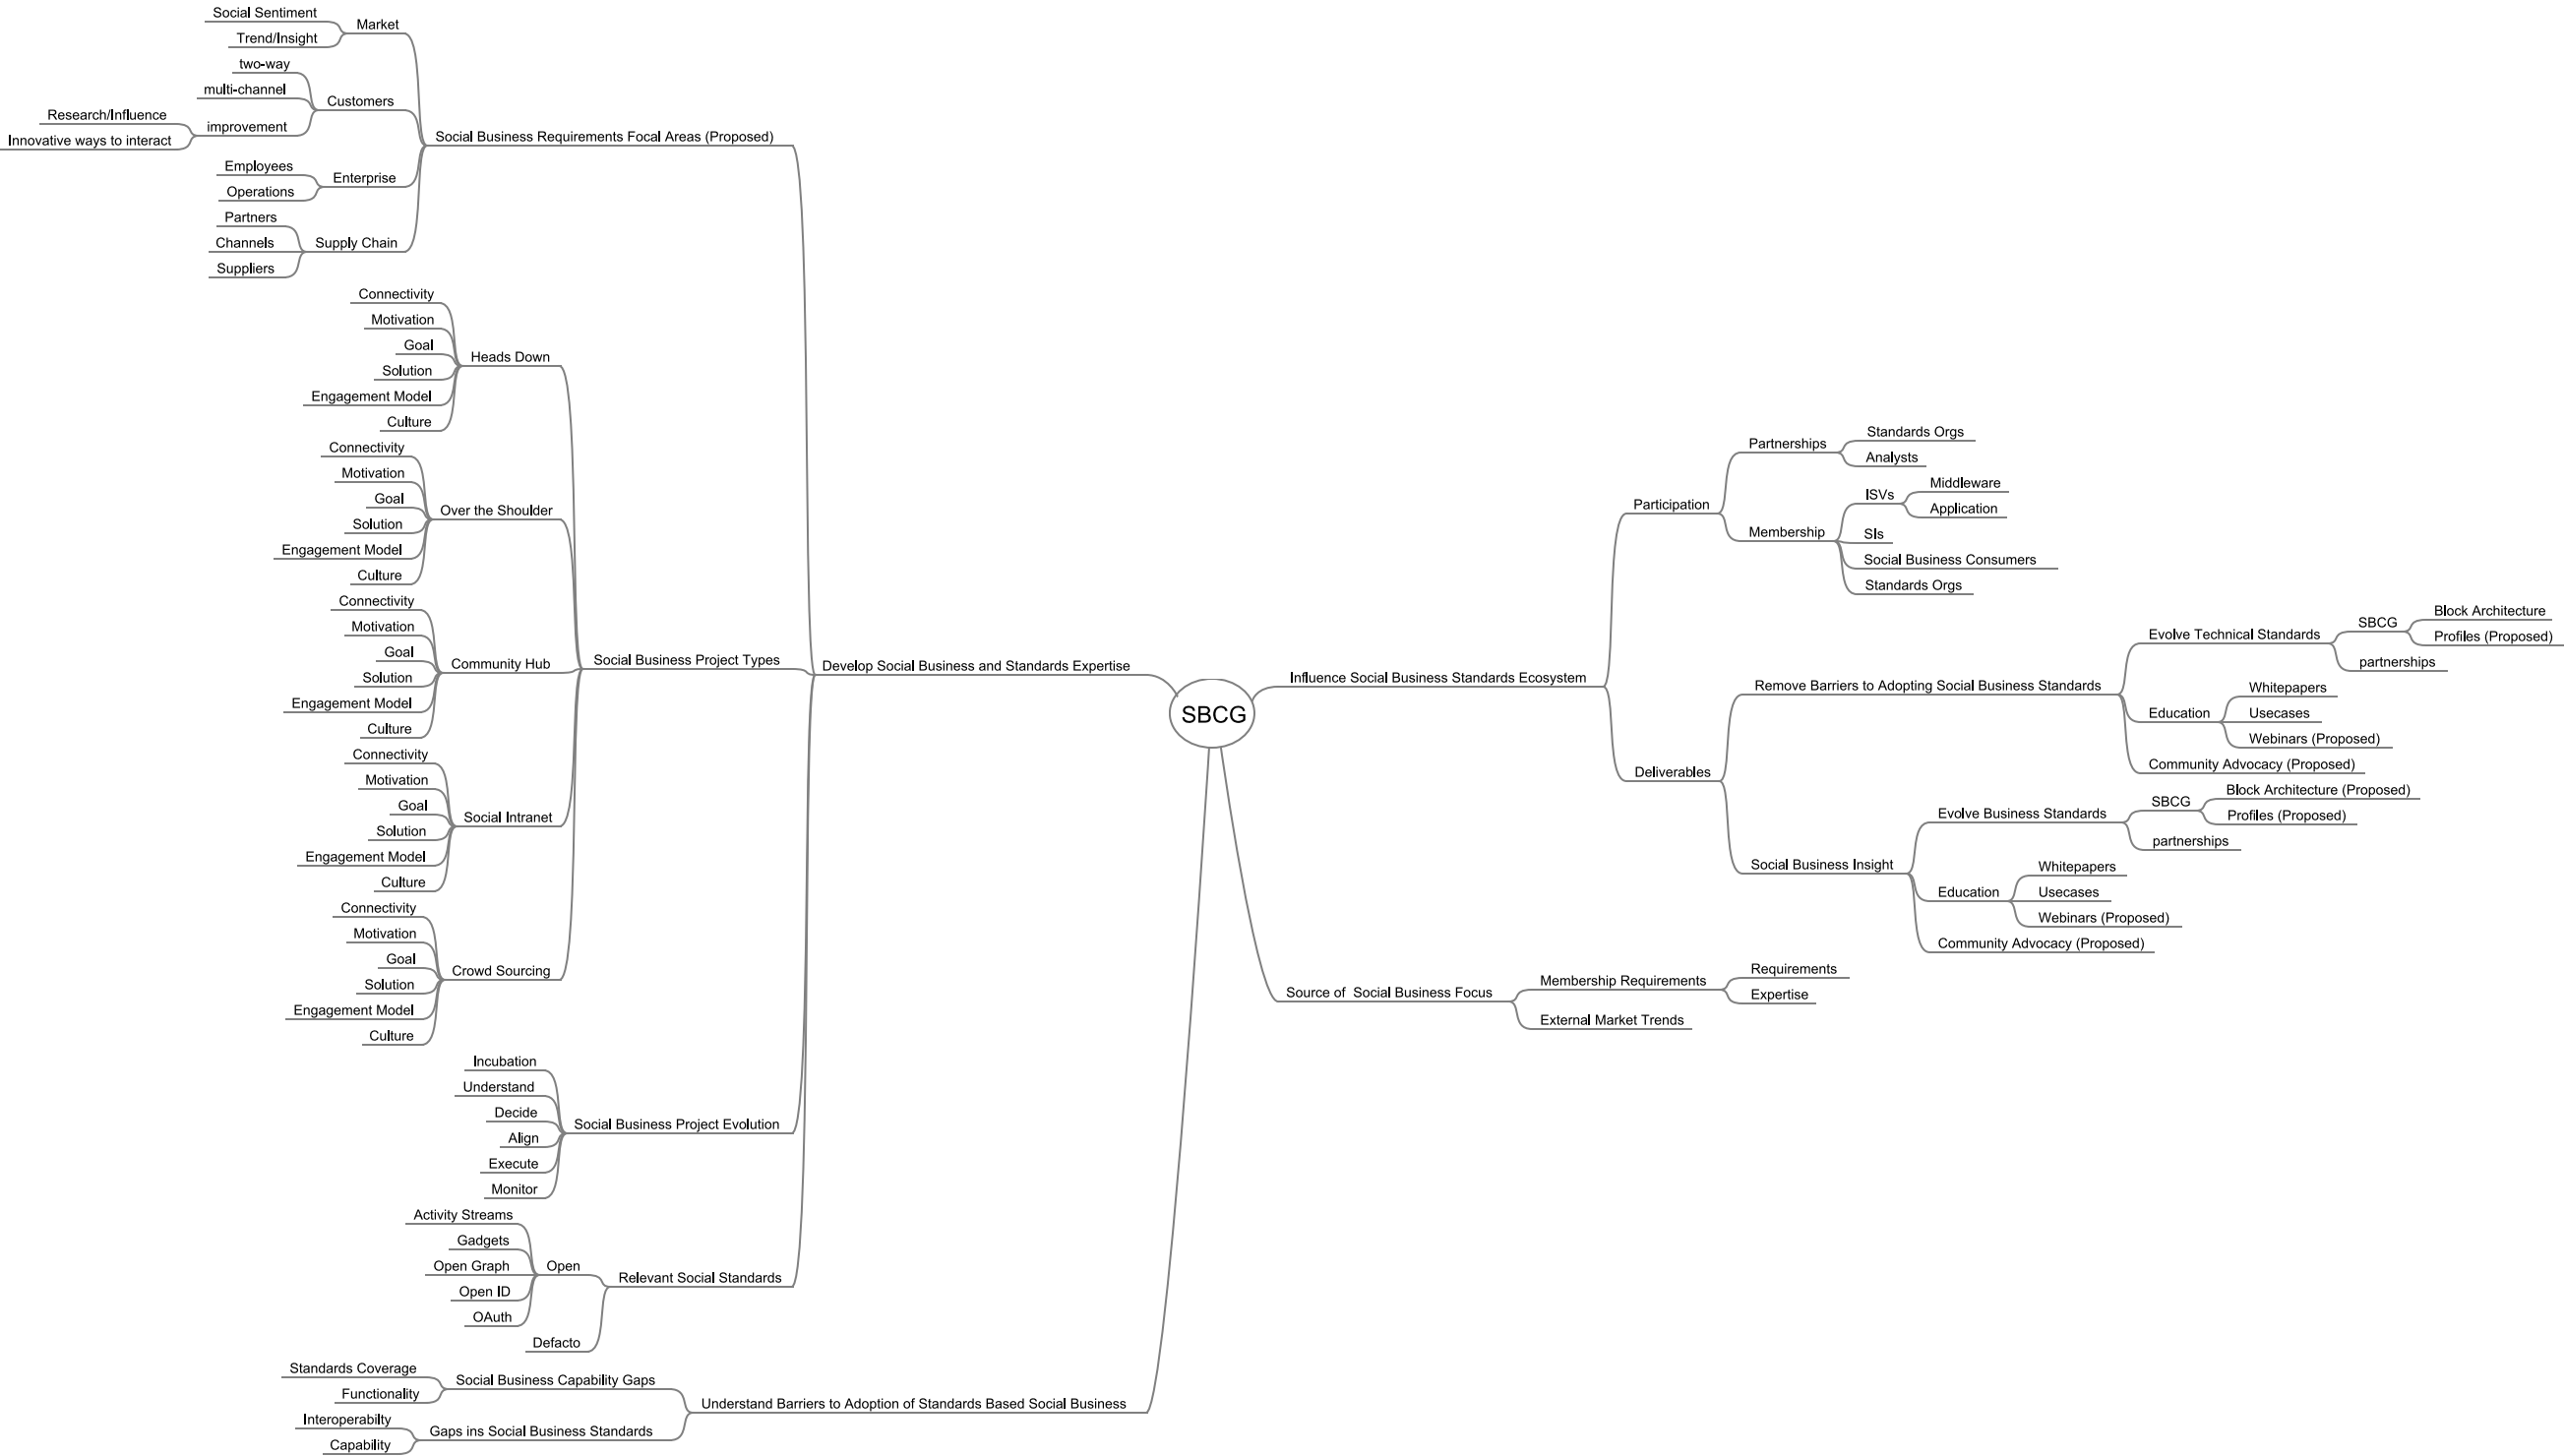 Social Sentiment
Trend/Insight
Market
two-way
multi-channel
Research/Influence
Innovative ways to interact
improvement
Customers
Employees
Operations
Enterprise
Partners
Channels
Suppliers
Supply Chain
Social Business Requirements Focal Areas (Proposed)
Connectivity
Motivation
Goal
Solution
Engagement Model
Culture
Heads Down
Connectivity
Motivation
Goal
Solution
Engagement Model
Culture
Over the Shoulder
Connectivity
Motivation
Goal
Solution
Engagement Model
Culture
Community Hub
Connectivity
Motivation
Goal
Solution
Engagement Model
Culture
Social Intranet
Connectivity
Motivation
Goal
Solution
Engagement Model
Culture
Crowd Sourcing
Social Business Project Types
Incubation
Understand
Decide
Align
Execute
Monitor
Social Business Project Evolution
Activity Streams
Gadgets
Open Graph
Open ID
OAuth
Open
Defacto
Relevant Social Standards
Develop Social Business and Standards Expertise
Standards Coverage
Functionality
Social Business Capability Gaps
Interoperabilty
Capability
Gaps ins Social Business Standards
Understand Barriers to Adoption of Standards Based Social Business
SBCG
Influence Social Business Standards Ecosystem
Participation
Partnerships
Standards Orgs
Analysts
Membership
ISVs
Middleware
Application
SIs
Social Business Consumers
Standards Orgs
Deliverables
Remove Barriers to Adopting Social Business Standards
Evolve Technical Standards
SBCG
Block Architecture
Profiles (Proposed)
partnerships
Education
Whitepapers
Usecases
Webinars (Proposed)
Community Advocacy (Proposed)
Social Business Insight
Evolve Business Standards
SBCG
Block Architecture (Proposed)
Profiles (Proposed)
partnerships
Education
Whitepapers
Usecases
Webinars (Proposed)
Community Advocacy (Proposed)
Source of  Social Business Focus
Membership Requirements
Requirements
Expertise
External Market Trends